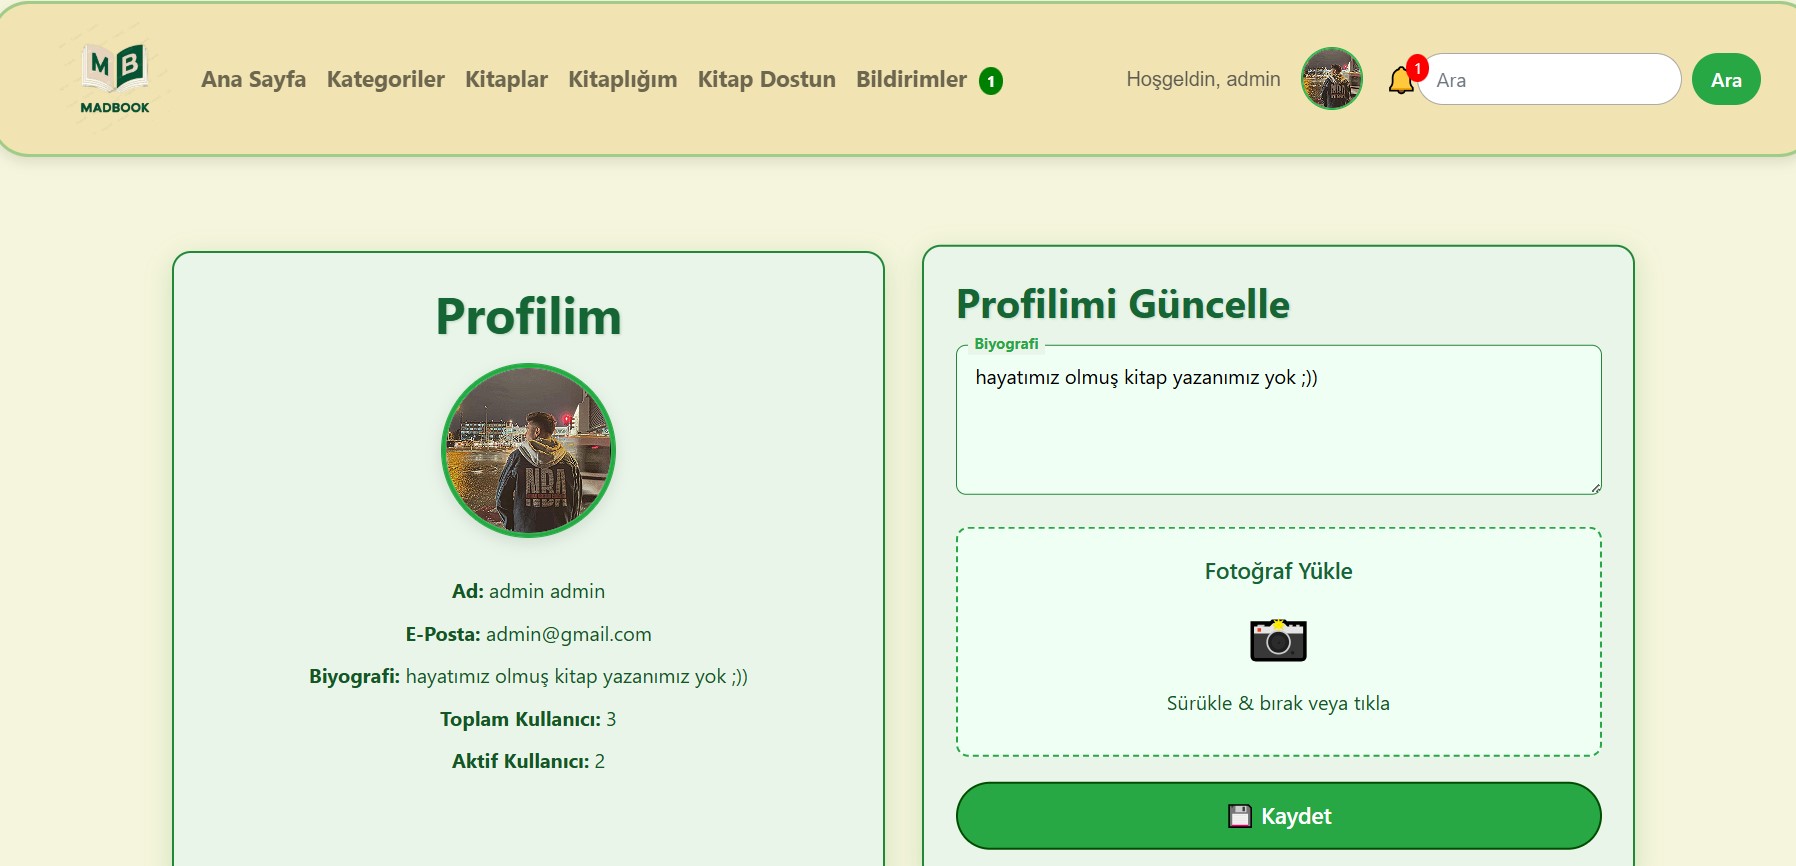 M B
MADBOOK
Ana Sayfa Kategoriler Kitaplar Kitaplığım Kitap Dostun Bildirimler 1
Hoşgeldin, admin
1
Ara
Ara
Profilim
NBA
Ad: admin admin
E-Posta: admin@gmail.com
Biyografi: hayatımız olmuş kitap yazanımız yok ;))
Toplam Kullanıcı: 3
Aktif Kullanıcı: 2
Profilimi Güncelle
Biyografi
hayatımız olmuş kitap yazanımız yok ;))
Fotoğraf Yükle
Sürükle & bırak veya tıkla
Kaydet